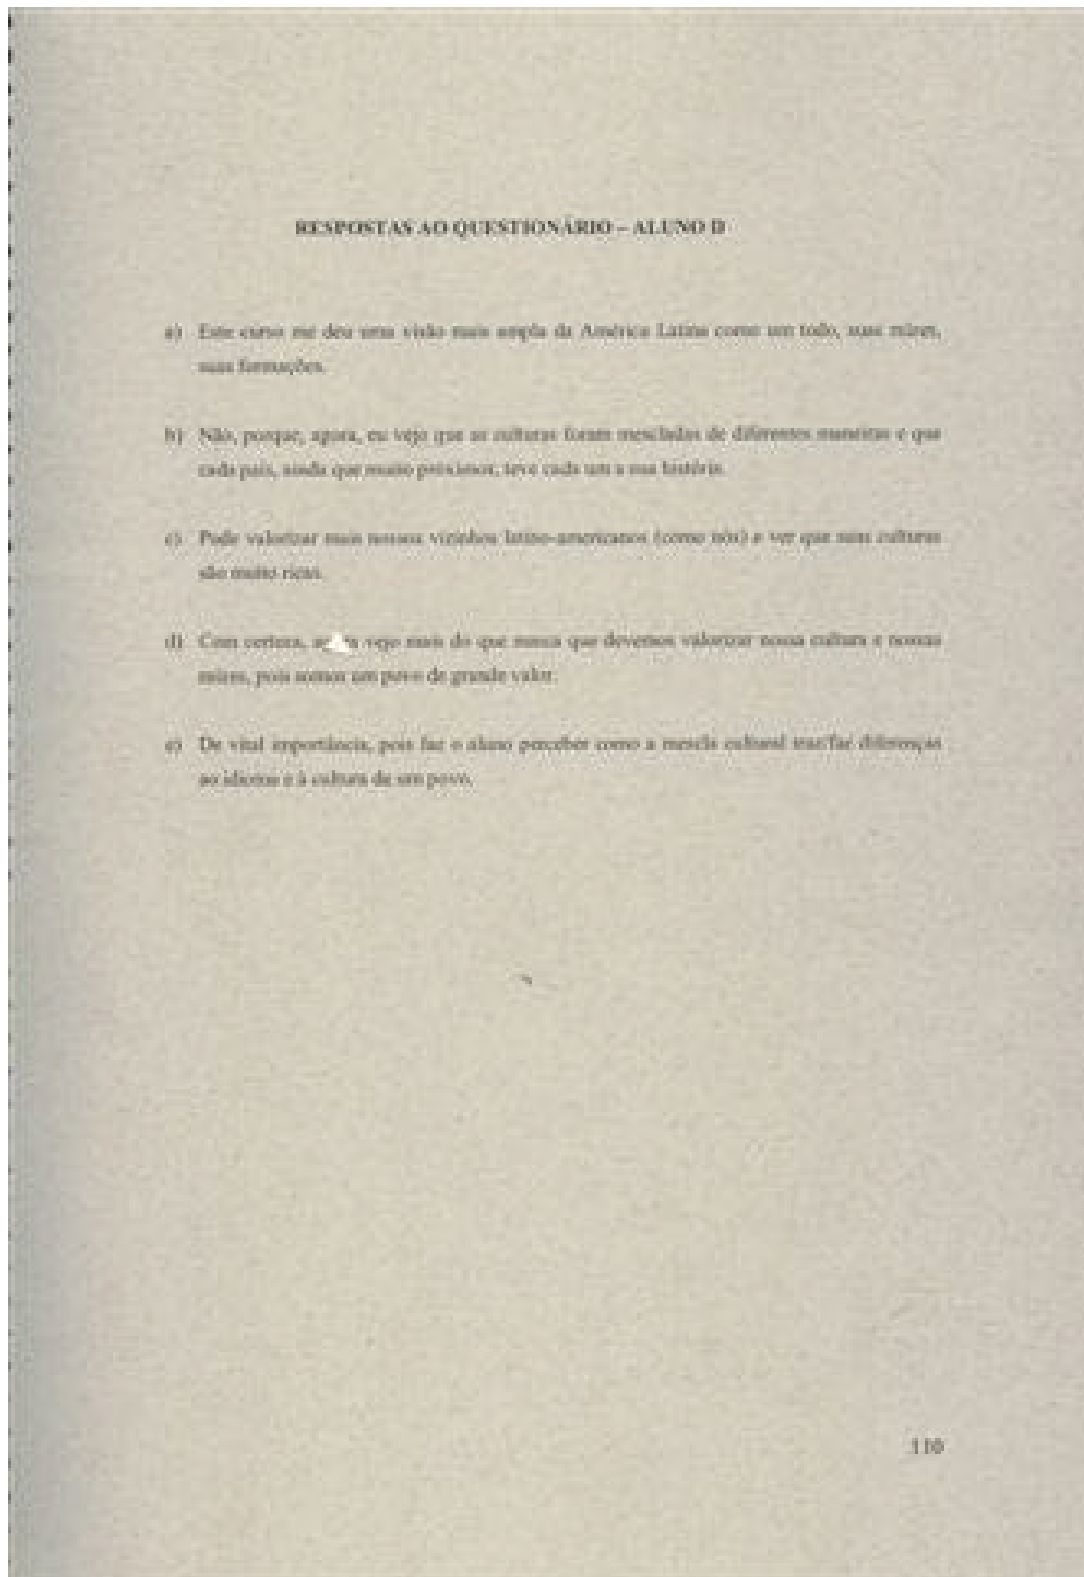 RESPOSTAS AO QUESTIONÁRIO – ALUNO D
a) Este curso me deu uma visão mais ampla da América Latina como um todo, suas raízes,
suas formações.
b) Não, porque, agora, eu vejo que as culturas foram mescladas de diferentes maneiras e que
cada país, ainda que muito próximos, teve cada um a sua história.
c) Pude valorizar mais nossos vizinhos latino-americanos (como nós) e ver que suas culturas
são muito ricas.
d) Com certeza, vejo mais do que nunca que devemos valorizar nossa cultura e nossas
raízes, pois somos um povo de grande valor.
e) De vital importância, pois faz o aluno perceber como a mescla cultural diferenças
ao idioma e à cultura de um povo.
110